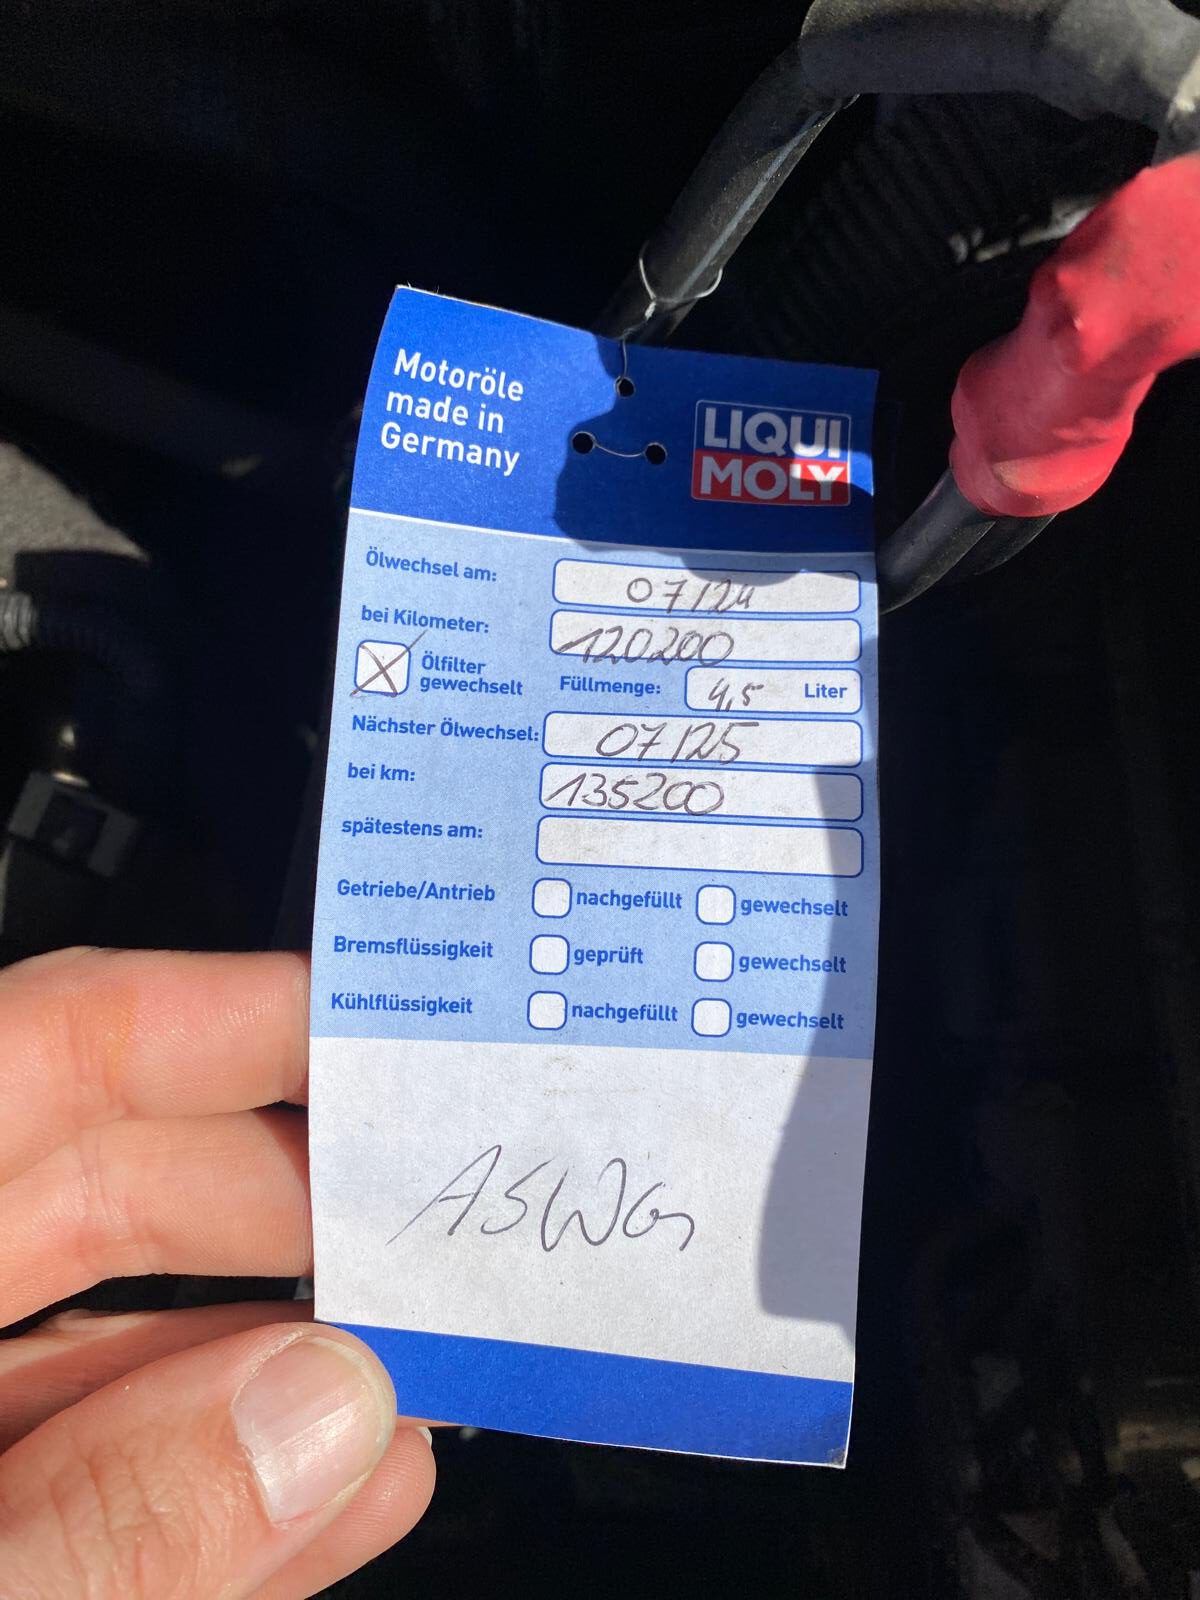 Motoröle
made in
Germany
LIQUI
MOLY
Ölwechsel am: 07/24
bei Kilometer: 120200
Ölfilter
gewechselt
Füllmenge: 4,5 Liter
Nächster Ölwechsel: 07/25
bei km: 135200
spätestens am:
Getriebe/Antrieb nachgefüllt gewechselt
Bremsflüssigkeit geprüft gewechselt
Kühlflüssigkeit nachgefüllt gewechselt
ASWG